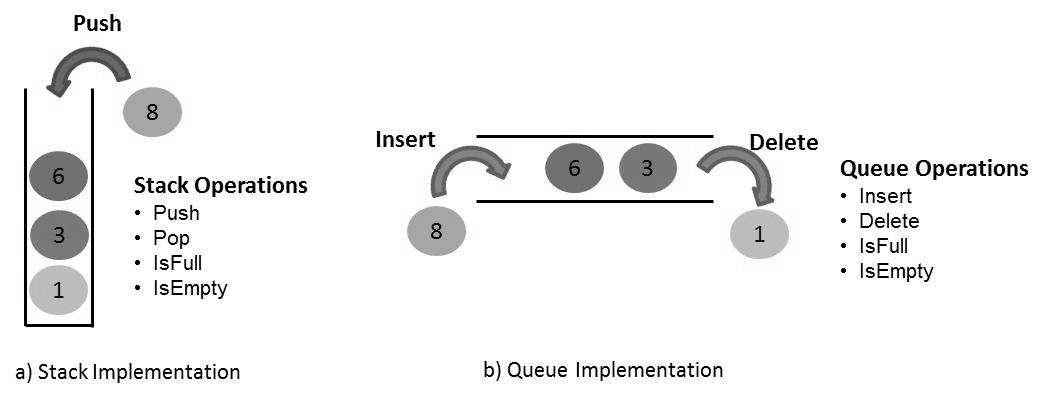 Push
8
6
3
1
Stack Operations
• Push
• Pop
• IsFull
• IsEmpty
a) Stack Implementation
Insert
Delete
6 3
8
1
Queue Operations
• Insert
• Delete
• IsFull
• IsEmpty
b) Queue Implementation